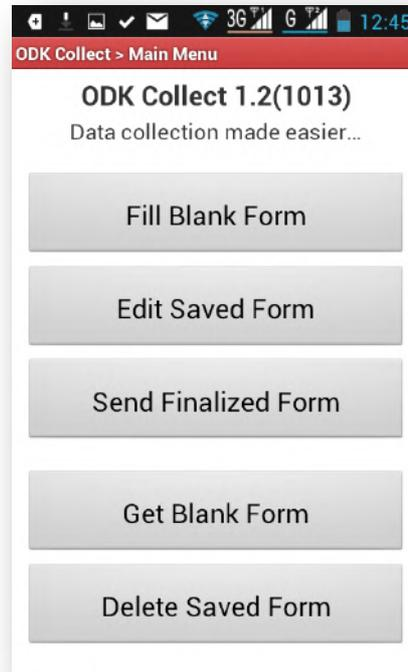 3G G 12:45
ODK Collect > Main Menu
ODK Collect 1.2(1013)
Data collection made easier...
Fill Blank Form
Edit Saved Form
Send Finalized Form
Get Blank Form
Delete Saved Form